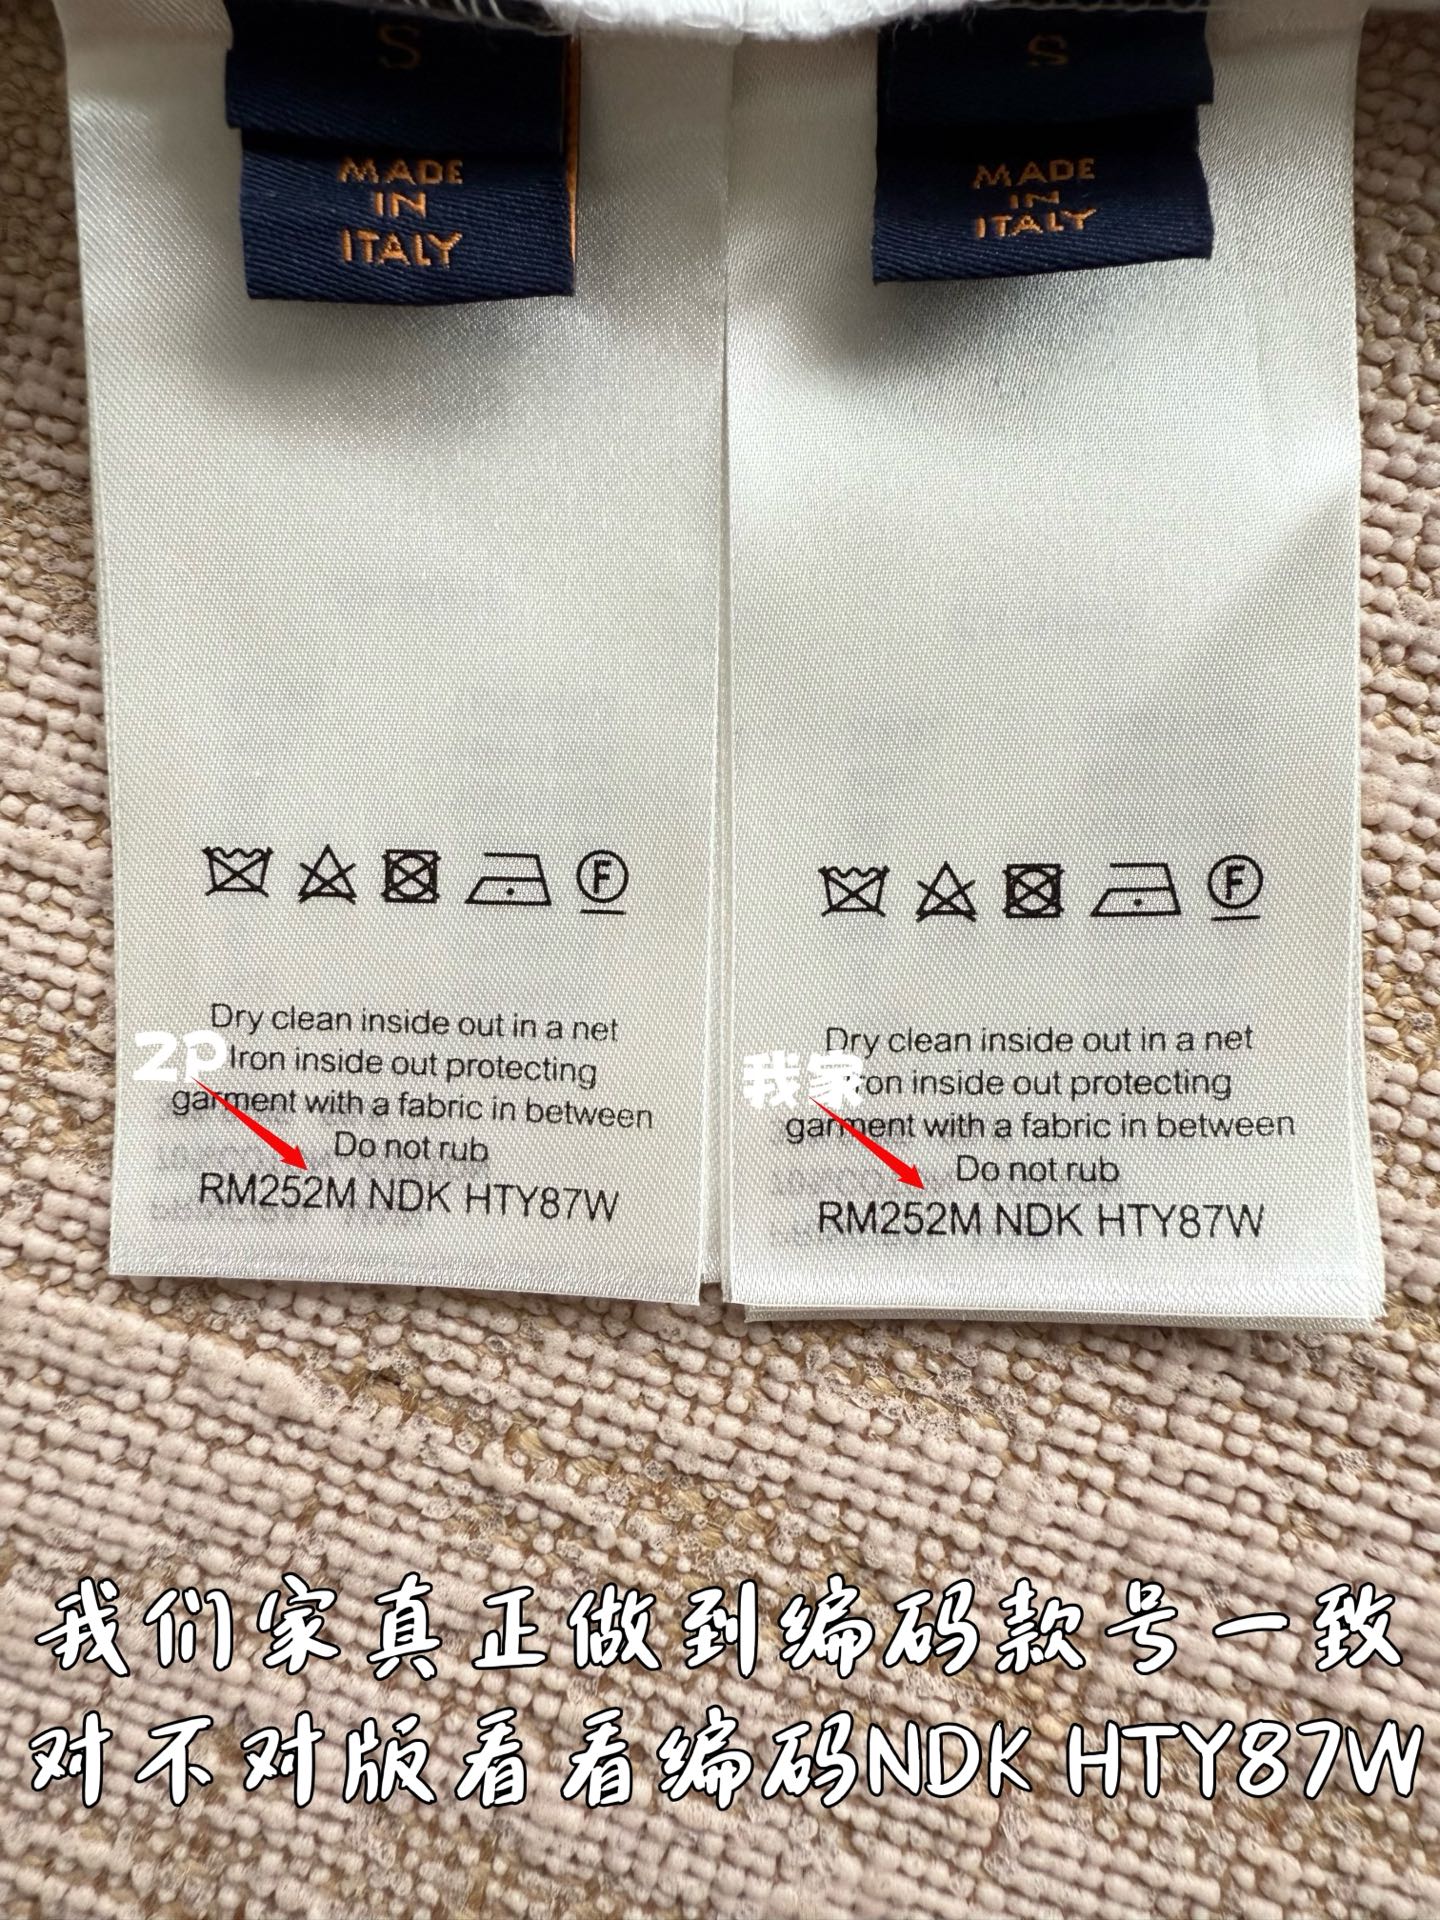 S
MADE
IN
ITALY
S
MADE
IN
ITALY
F
Dry clean inside out in a net
Iron inside out protecting
garment with a fabric in between
Do not rub
RM252M NDK HTY87W
2P
F
Dry clean inside out in a net
Iron inside out protecting
garment with a fabric in between
Do not rub
RM252M NDK HTY87W
我家
我们家真正做到编码款号一致
对不对版看看编码NDK HTY87W